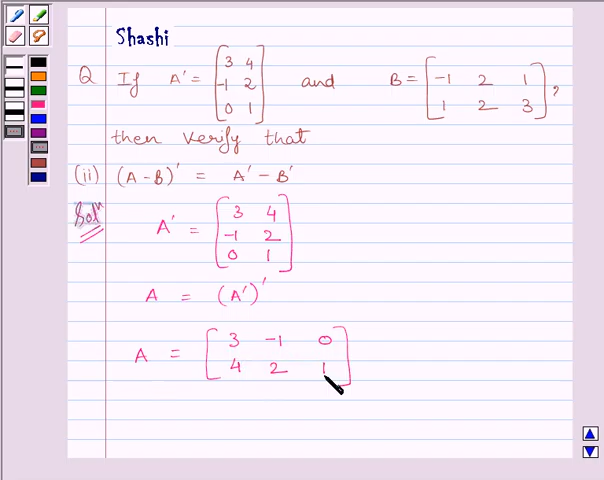 Shashi
Q If A' = [3 4; -1 2; 0 1] and B = [-1 2 1; 1 2 3],
then verify that
(ii) (A-B)' = A' - B'
Solⁿ A' = [3 4; -1 2; 0 1]
A = (A')'
A = [3 -1 0; 4 2 1]